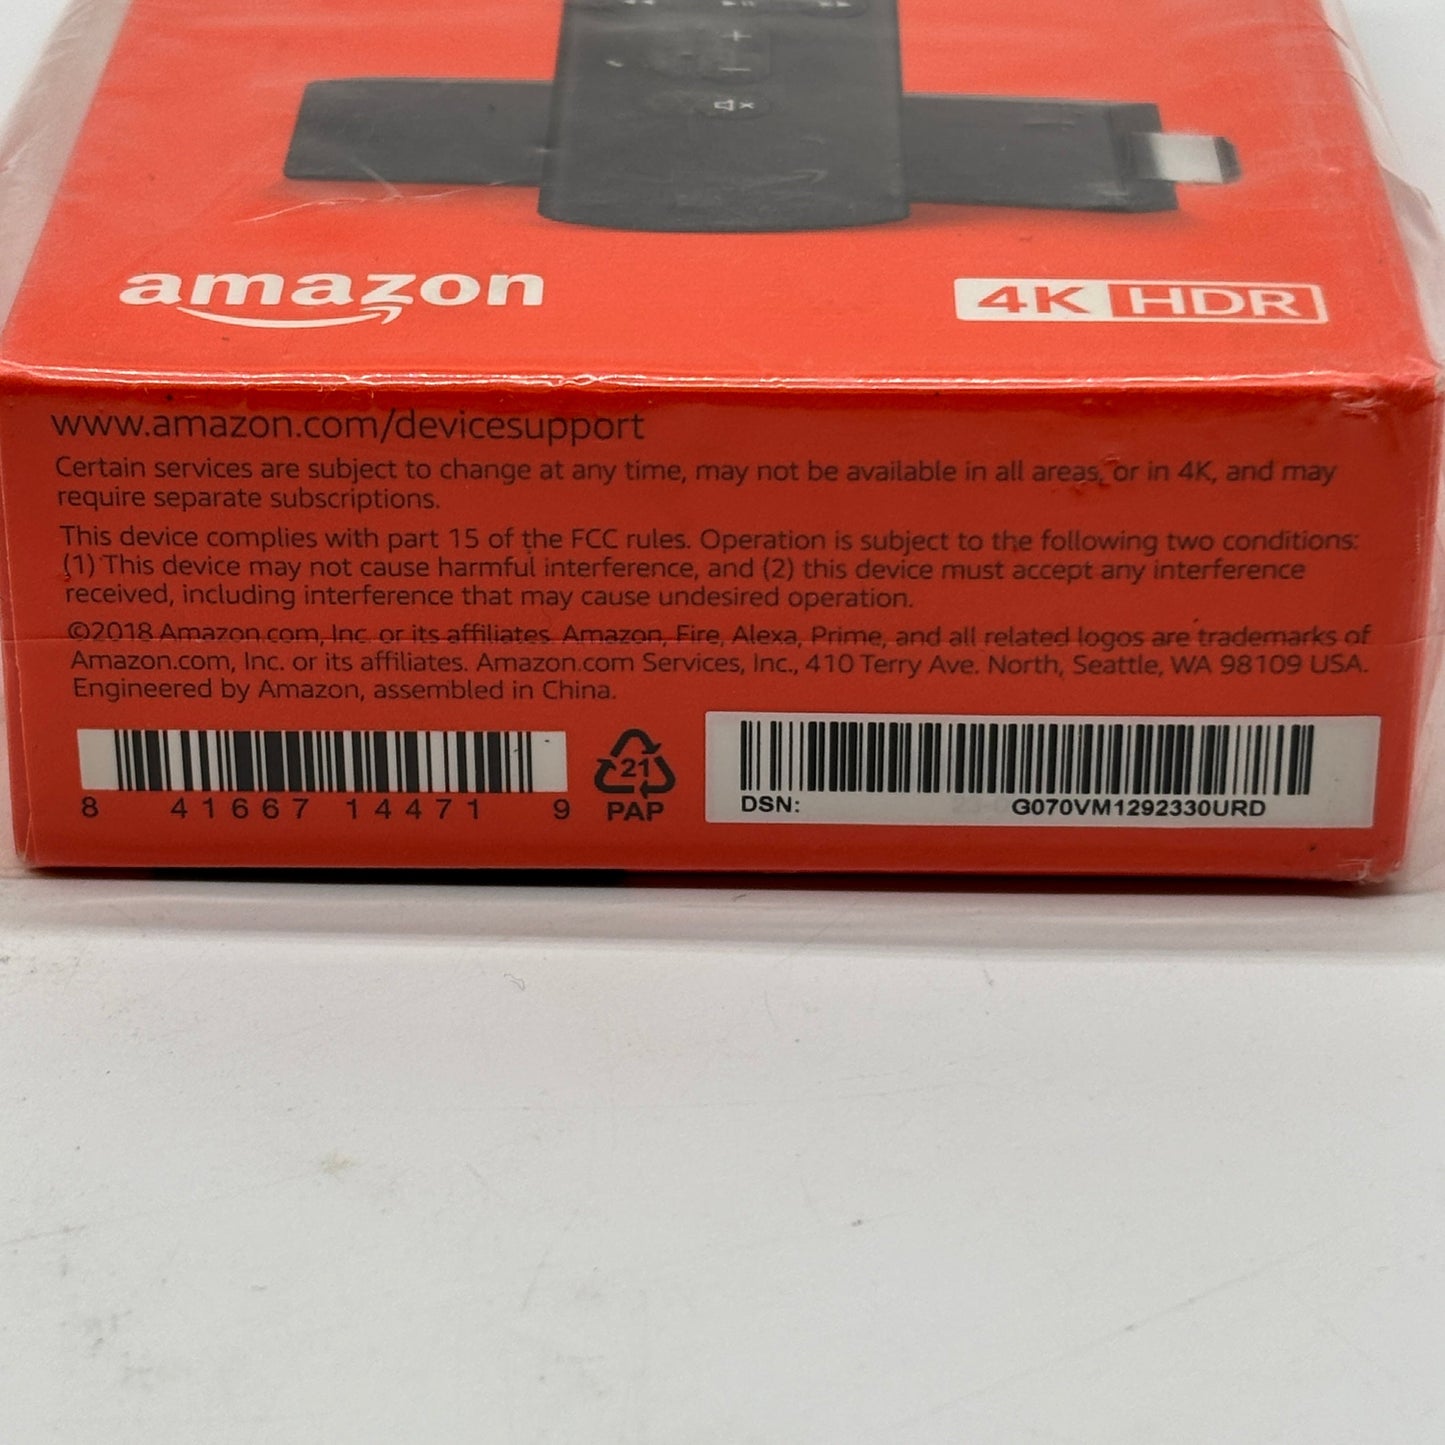 amazon
4K HDR
www.amazon.com/devicesupport
Certain services are subject to change at any time, may not be available in all areas, or in 4K, and may
require separate subscriptions.
This device complies with part 15 of the FCC rules. Operation is subject to the following two conditions:
(1) This device may not cause harmful interference, and (2) this device must accept any interference
received, including interference that may cause undesired operation.
©2018 Amazon.com, Inc. or its affiliates. Amazon, Fire, Alexa, Prime, and all related logos are trademarks of
Amazon.com, Inc. or its affiliates. Amazon.com Services, Inc., 410 Terry Ave. North, Seattle, WA 98109 USA.
Engineered by Amazon, assembled in China.
8 41667 14471 9
21
PAP
DSN: G070VM1292330URD